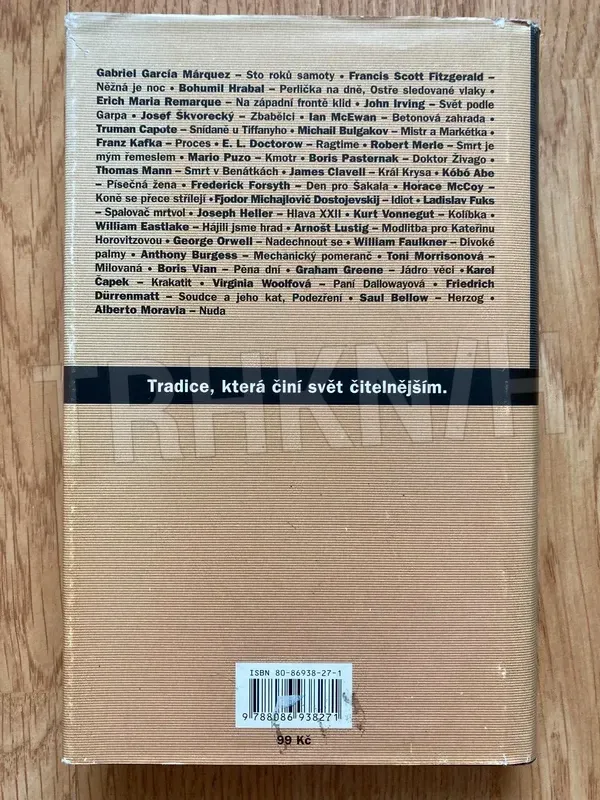 Gabriel García Márquez – Sto roků samoty • Francis Scott Fitzgerald –
Něžná je noc • Bohumil Hrabal – Perlička na dně, Ostře sledované vlaky •
Erich Maria Remarque – Na západní frontě klid • John Irving – Svět podle
Garpa • Josef Škvorecký – Zbabělci • Ian McEwan – Betonová zahrada •
Truman Capote – Snídaně u Tiffanyho • Michail Bulgakov – Mistr a Markétka •
Franz Kafka – Proces • E. L. Doctorow – Ragtime • Robert Merle – Smrt je
mým řemeslem • Mario Puzo – Kmotr • Boris Pasternak – Doktor Živago •
Thomas Mann – Smrt v Benátkách • James Clavell – Král Krysa • Kóbó Abe –
Písečná žena • Frederick Forsyth – Den pro Šakala • Horace McCoy –
Koně se přece střílejí • Fjodor Michajlovič Dostojevskij – Idiot • Ladislav Fuks
– Spalovač mrtvol • Joseph Heller – Hlava XXII • Kurt Vonnegut – Kolíbka •
William Eastlake – Hájili jsme hrad • Arnošt Lustig – Modlitba pro Kateřinu
Horovitzovou • George Orwell – Nadechnout se • William Faulkner – Divoké
palmy • Anthony Burgess – Mechanický pomeranč • Toni Morrisonová –
Milovaná • Boris Vian – Pěna dní • Graham Greene – Jádro věci • Karel
Čapek – Krakatit • Virginia Woolfová – Paní Dallowayová • Friedrich
Dürrenmatt – Soudce a jeho kat, Podezření • Saul Bellow – Herzog •
Alberto Moravia – Nuda
TRHKNIH
Tradice, která činí svět čitelnějším.
ISBN 80-86938-27-1
9 788086 938271
99 Kč